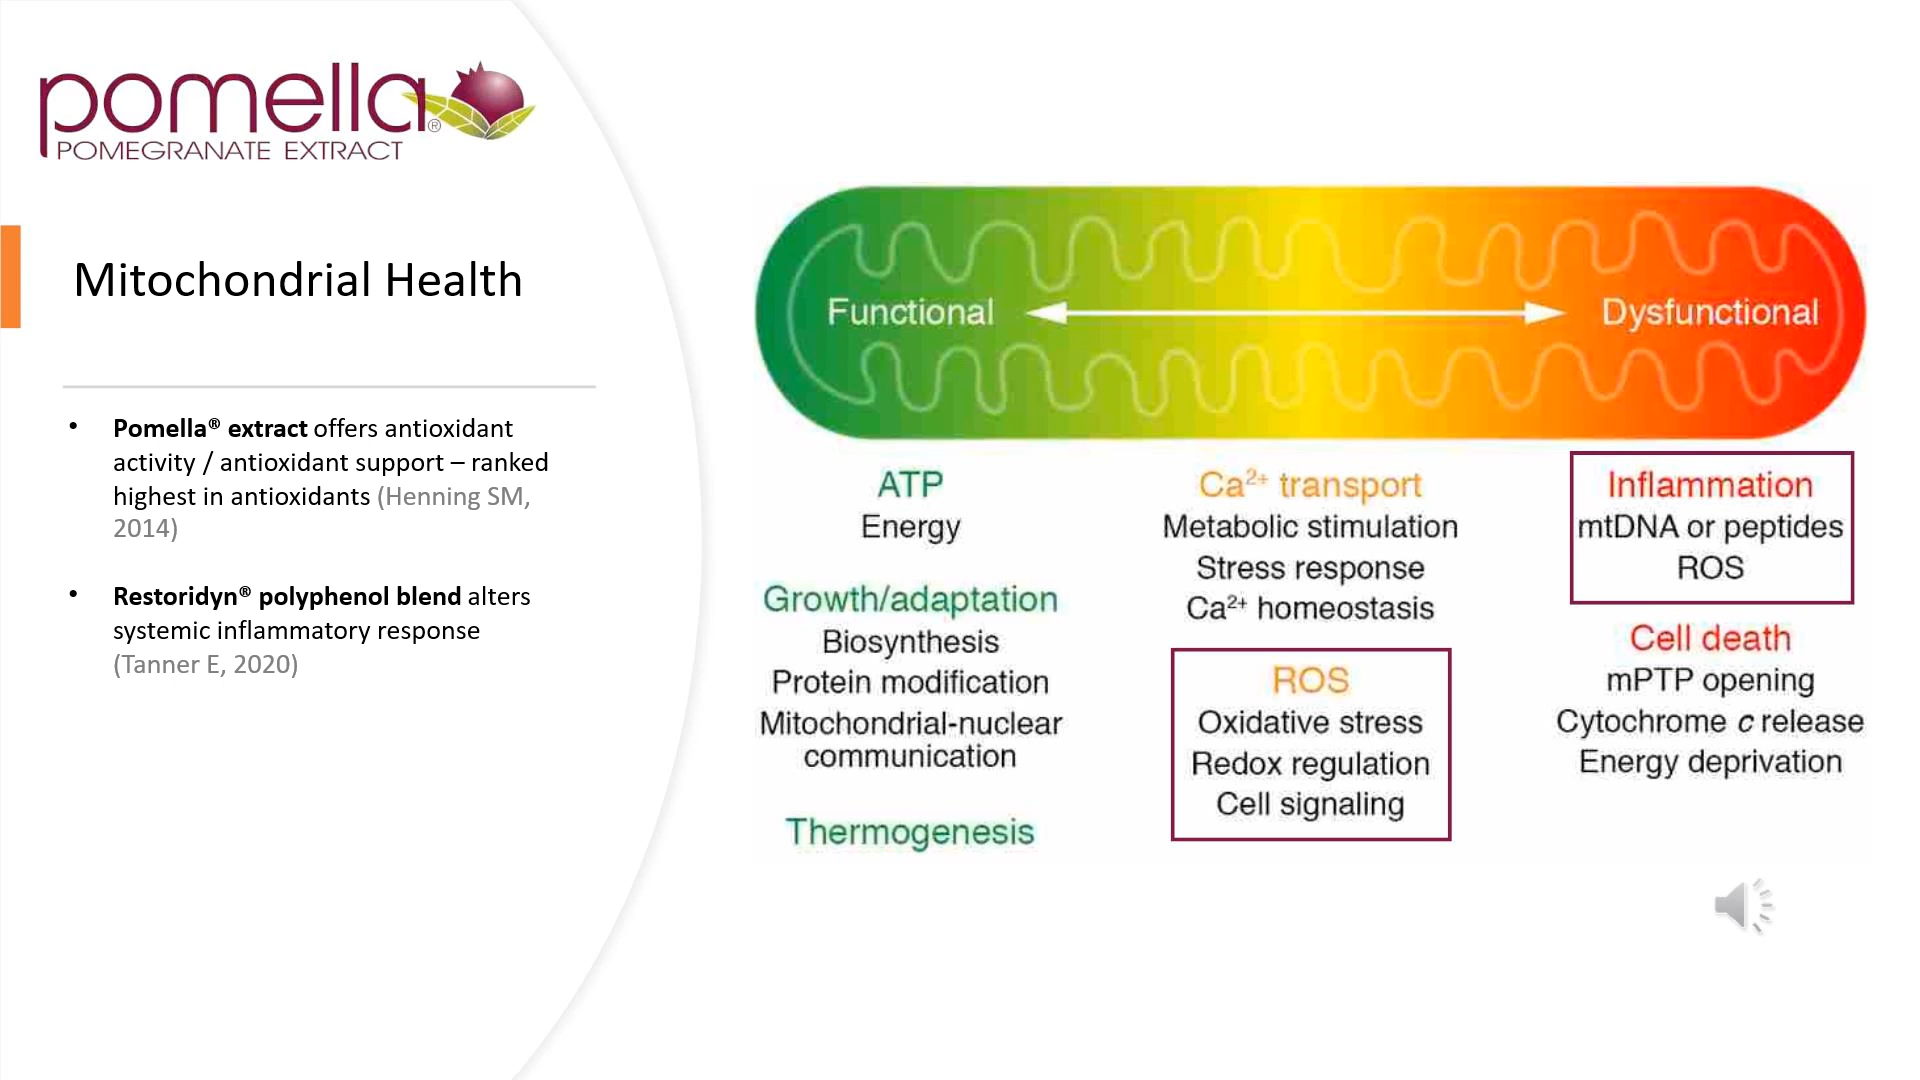 pomella®
POMEGRANATE EXTRACT
Mitochondrial Health
• Pomella® extract offers antioxidant
activity / antioxidant support – ranked
highest in antioxidants (Henning SM,
2014)
• Restoridyn® polyphenol blend alters
systemic inflammatory response
(Tanner E, 2020)
Functional
Dysfunctional
ATP
Energy
Growth/adaptation
Biosynthesis
Protein modification
Mitochondrial-nuclear
communication
Thermogenesis
Ca²⁺ transport
Metabolic stimulation
Stress response
Ca²⁺ homeostasis
ROS
Oxidative stress
Redox regulation
Cell signaling
Inflammation
mtDNA or peptides
ROS
Cell death
mPTP opening
Cytochrome c release
Energy deprivation